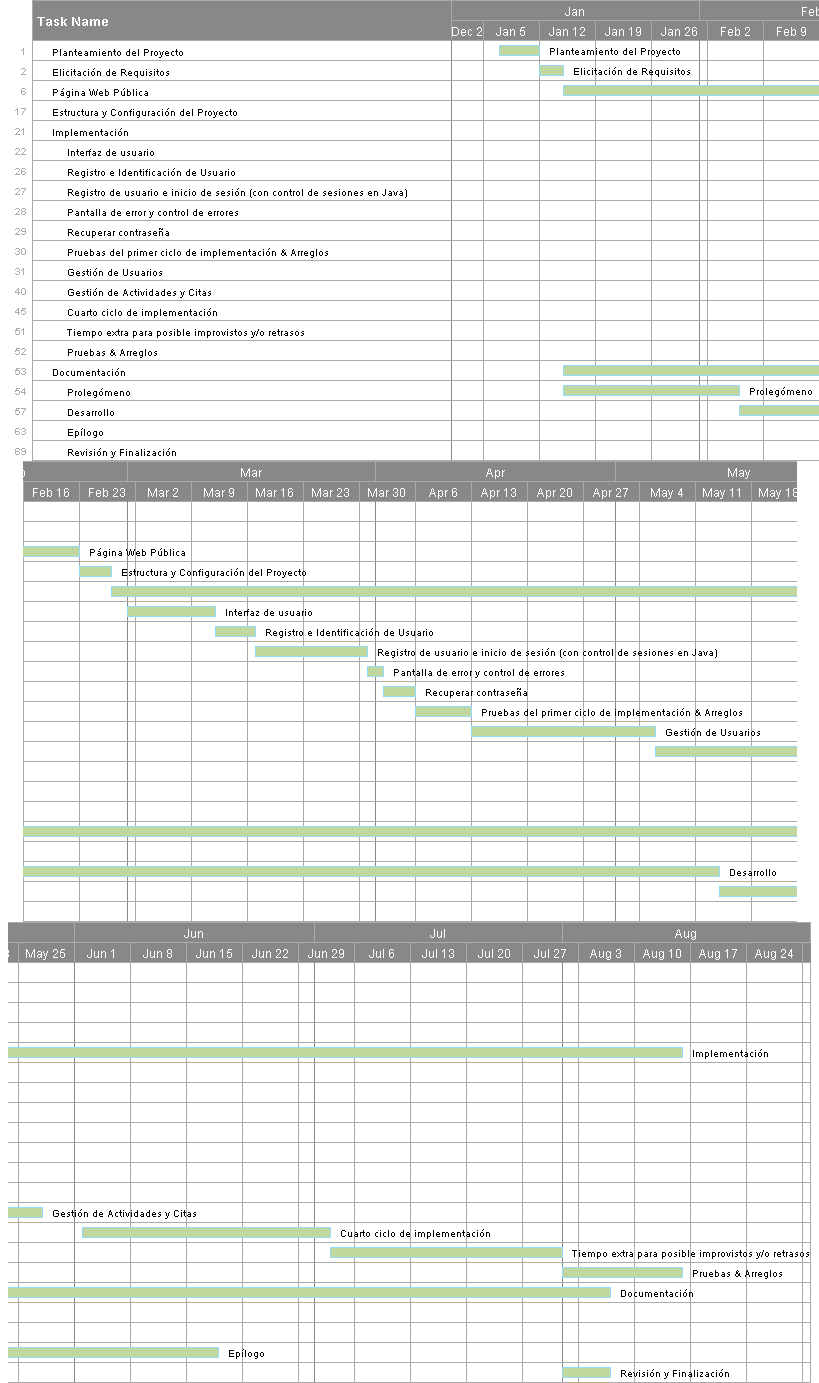 Task Name
Jan
Feb
Dec 2
Jan 5
Jan 12
Jan 19
Jan 26
Feb 2
Feb 9
1 Planteamiento del Proyecto Planteamiento del Proyecto
2 Elicitación de Requisitos Elicitación de Requisitos
6 Página Web Pública
17 Estructura y Configuración del Proyecto
21 Implementación
22 Interfaz de usuario
26 Registro e Identificación de Usuario
27 Registro de usuario e inicio de sesión (con control de sesiones en Java)
28 Pantalla de error y control de errores
29 Recuperar contraseña
30 Pruebas del primer ciclo de implementación & Arreglos
31 Gestión de Usuarios
40 Gestión de Actividades y Citas
45 Cuarto ciclo de implementación
51 Tiempo extra para posible improvistos y/o retrasos
52 Pruebas & Arreglos
53 Documentación
54 Prolegómeno Prolegómeno
57 Desarrollo
63 Epílogo
69 Revisión y Finalización
Mar
Apr
May
Feb 16
Feb 23
Mar 2
Mar 9
Mar 16
Mar 23
Mar 30
Apr 6
Apr 13
Apr 20
Apr 27
May 4
May 11
May 18
Página Web Pública
Estructura y Configuración del Proyecto
Interfaz de usuario
Registro e Identificación de Usuario
Registro de usuario e inicio de sesión (con control de sesiones en Java)
Pantalla de error y control de errores
Recuperar contraseña
Pruebas del primer ciclo de implementación & Arreglos
Gestión de Usuarios
Desarrollo
Jun
Jul
Aug
May 25
Jun 1
Jun 8
Jun 15
Jun 22
Jun 29
Jul 6
Jul 13
Jul 20
Jul 27
Aug 3
Aug 10
Aug 17
Aug 24
Implementación
Gestión de Actividades y Citas
Cuarto ciclo de implementación
Tiempo extra para posible improvistos y/o retrasos
Pruebas & Arreglos
Documentación
Epílogo
Revisión y Finalización